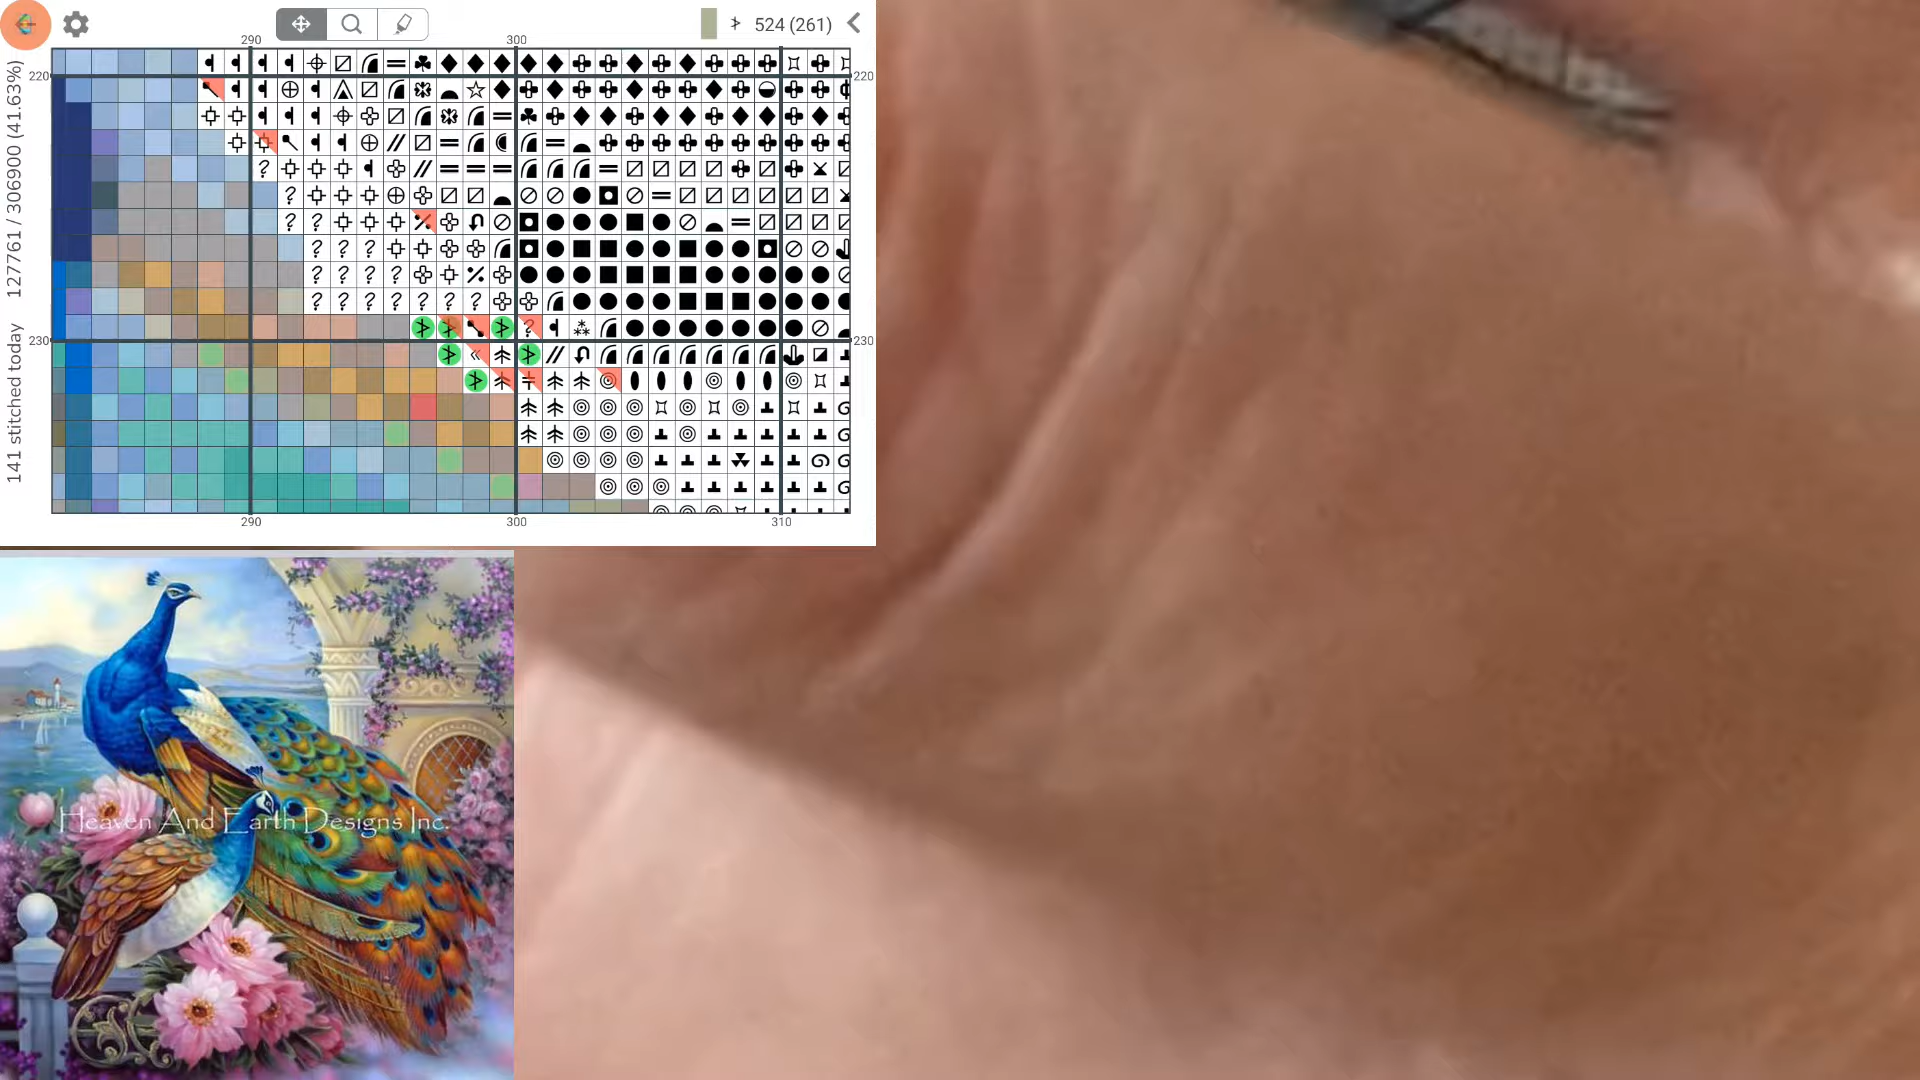 524 (261)
290 300
220 220
230 230
290 300 310
141 stitched today 127761 / 306900 (41.63%)
Heaven And Earth Designs Inc.